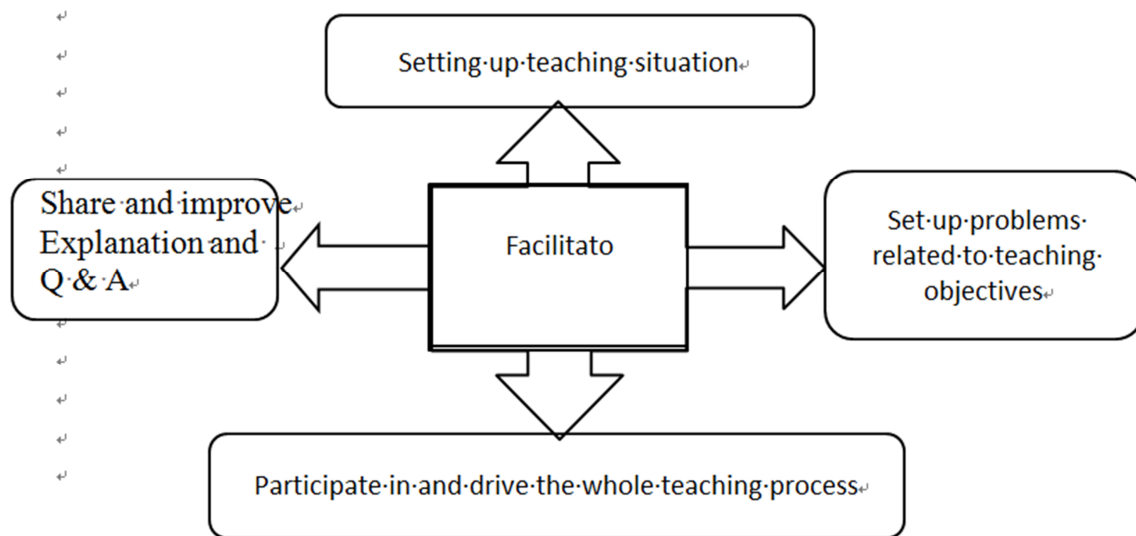 Setting up teaching situation
Share and improve
Explanation and
Q & A
Facilitato
Set up problems
related to teaching
objectives
Participate in and drive the whole teaching process